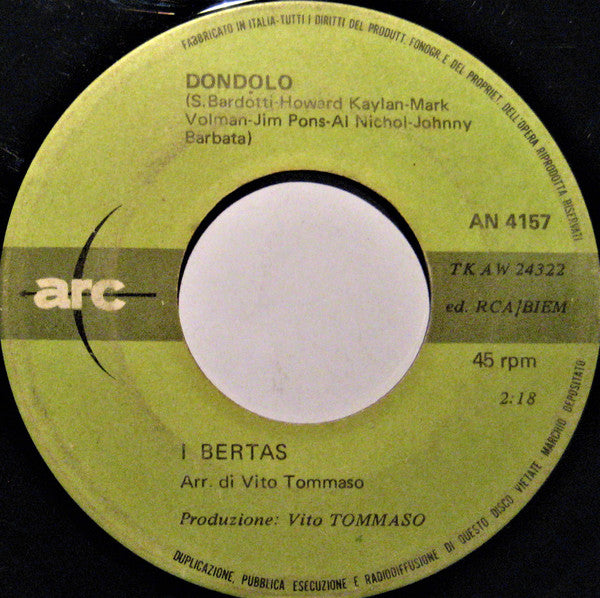 FABBRICATO IN ITALIA-TUTTI I DIRITTI DEL PRODUTT. FONOGR. E DEL PROPRIET. DELL'OPERA RIPRODOTTA RISERVATI
DONDOLO
(S.Bardotti-Howard Kaylan-Mark
Volman-Jim Pons-Al Nichol-Johnny
Barbata)
AN 4157
arc
TKAW 24322
ed. RCA/BIEM
45 rpm
2:18
I BERTAS
Arr. di Vito Tommaso
Produzione: Vito TOMMASO
DUPLICAZIONE, PUBBLICA ESECUZIONE E RADIODIFFUSIONE DI QUESTO DISCO VIETATE MARCHIO DEPOSITATO